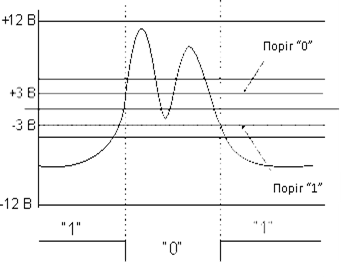 +12 В
Поріг "0"
+3 В
-3 В
Поріг "1"
-12 В
"1"
"0"
"1"